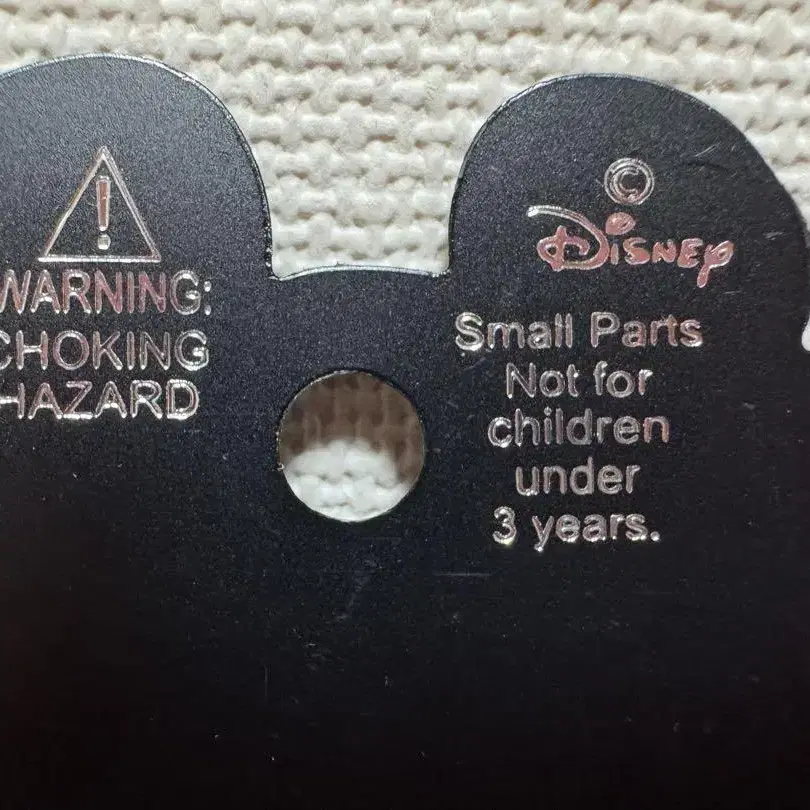 WARNING:
CHOKING
HAZARD
©
Disney
Small Parts
Not for
children
under
3 years.